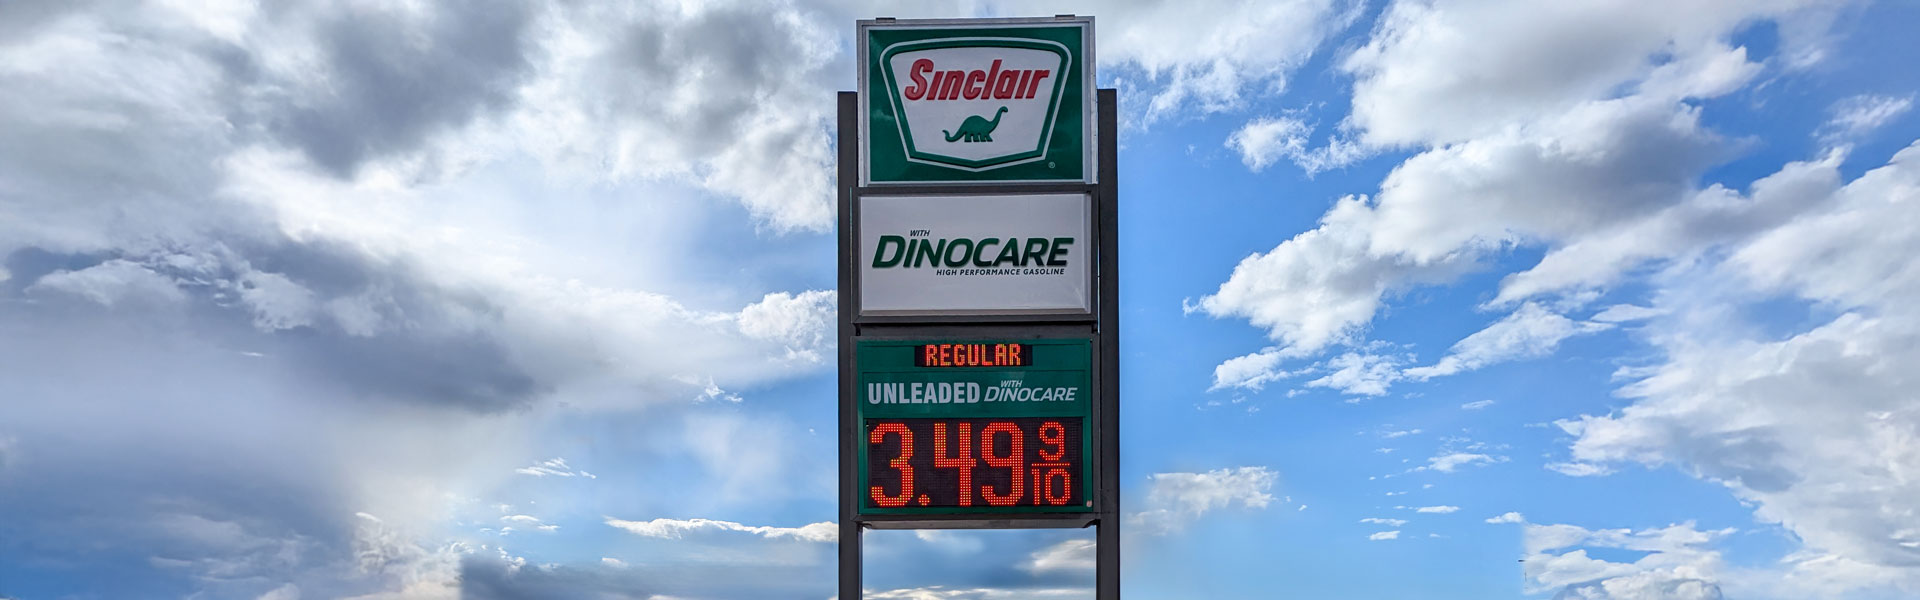 Sinclair
®
WITH
DINOCARE
HIGH PERFORMANCE GASOLINE
REGULAR
UNLEADED WITH DINOCARE
3.49 9/10